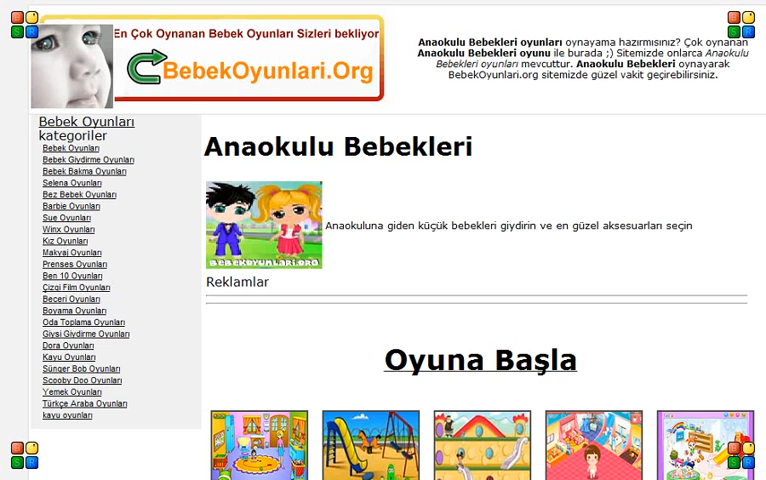 En Çok Oynanan Bebek Oyunları Sizleri bekliyor
BebekOyunlari.Org
Anaokulu Bebekleri oyunları oynayama hazırmısınız? Çok oynanan
Anaokulu Bebekleri oyunu ile burada ;) Sitemizde onlarca Anaokulu
Bebekleri oyunları mevcuttur. Anaokulu Bebekleri oynayarak
BebekOyunlari.org sitemizde güzel vakit geçirebilirsiniz.
Bebek Oyunları
kategoriler
Bebek Oyunları
Bebek Giydirme Oyunları
Bebek Bakma Oyunları
Selena Oyunları
Bez Bebek Oyunları
Barbie Oyunları
Sue Oyunları
Winx Oyunları
Kız Oyunları
Makyaj Oyunları
Prenses Oyunları
Ben 10 Oyunları
Çizgi Film Oyunları
Beceri Oyunları
Boyama Oyunları
Oda Toplama Oyunları
Giysi Giydirme Oyunları
Dora Oyunları
Kayu Oyunları
Sünger Bob Oyunları
Scooby Doo Oyunları
Yemek Oyunları
Türkçe Araba Oyunları
kayu oyunları
Anaokulu Bebekleri
BEBEKOYUNLARI.ORG
Anaokuluna giden küçük bebekleri giydirin ve en güzel aksesuarları seçin
Reklamlar
Oyuna Başla